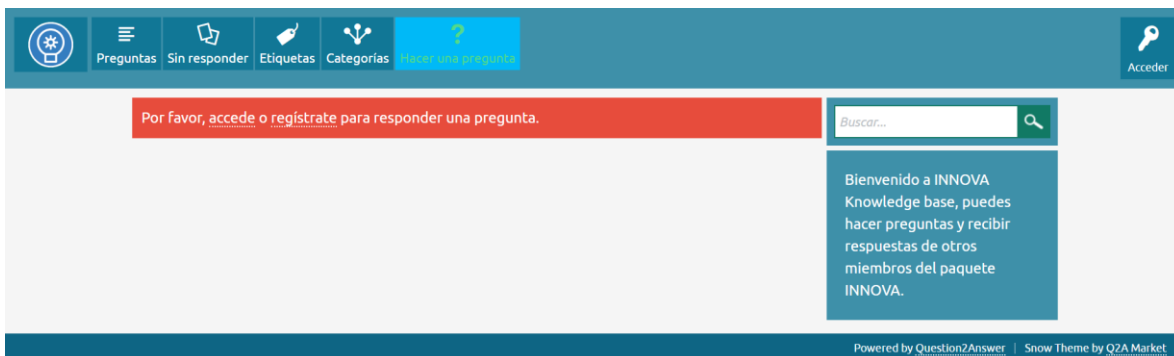 Preguntas Sin responder Etiquetas Categorías Hacer una pregunta
Acceder
Por favor, accede o regístrate para responder una pregunta.
Buscar...
Bienvenido a INNOVA
Knowledge base, puedes
hacer preguntas y recibir
respuestas de otros
miembros del paquete
INNOVA.
Powered by Question2Answer | Snow Theme by Q2A Market